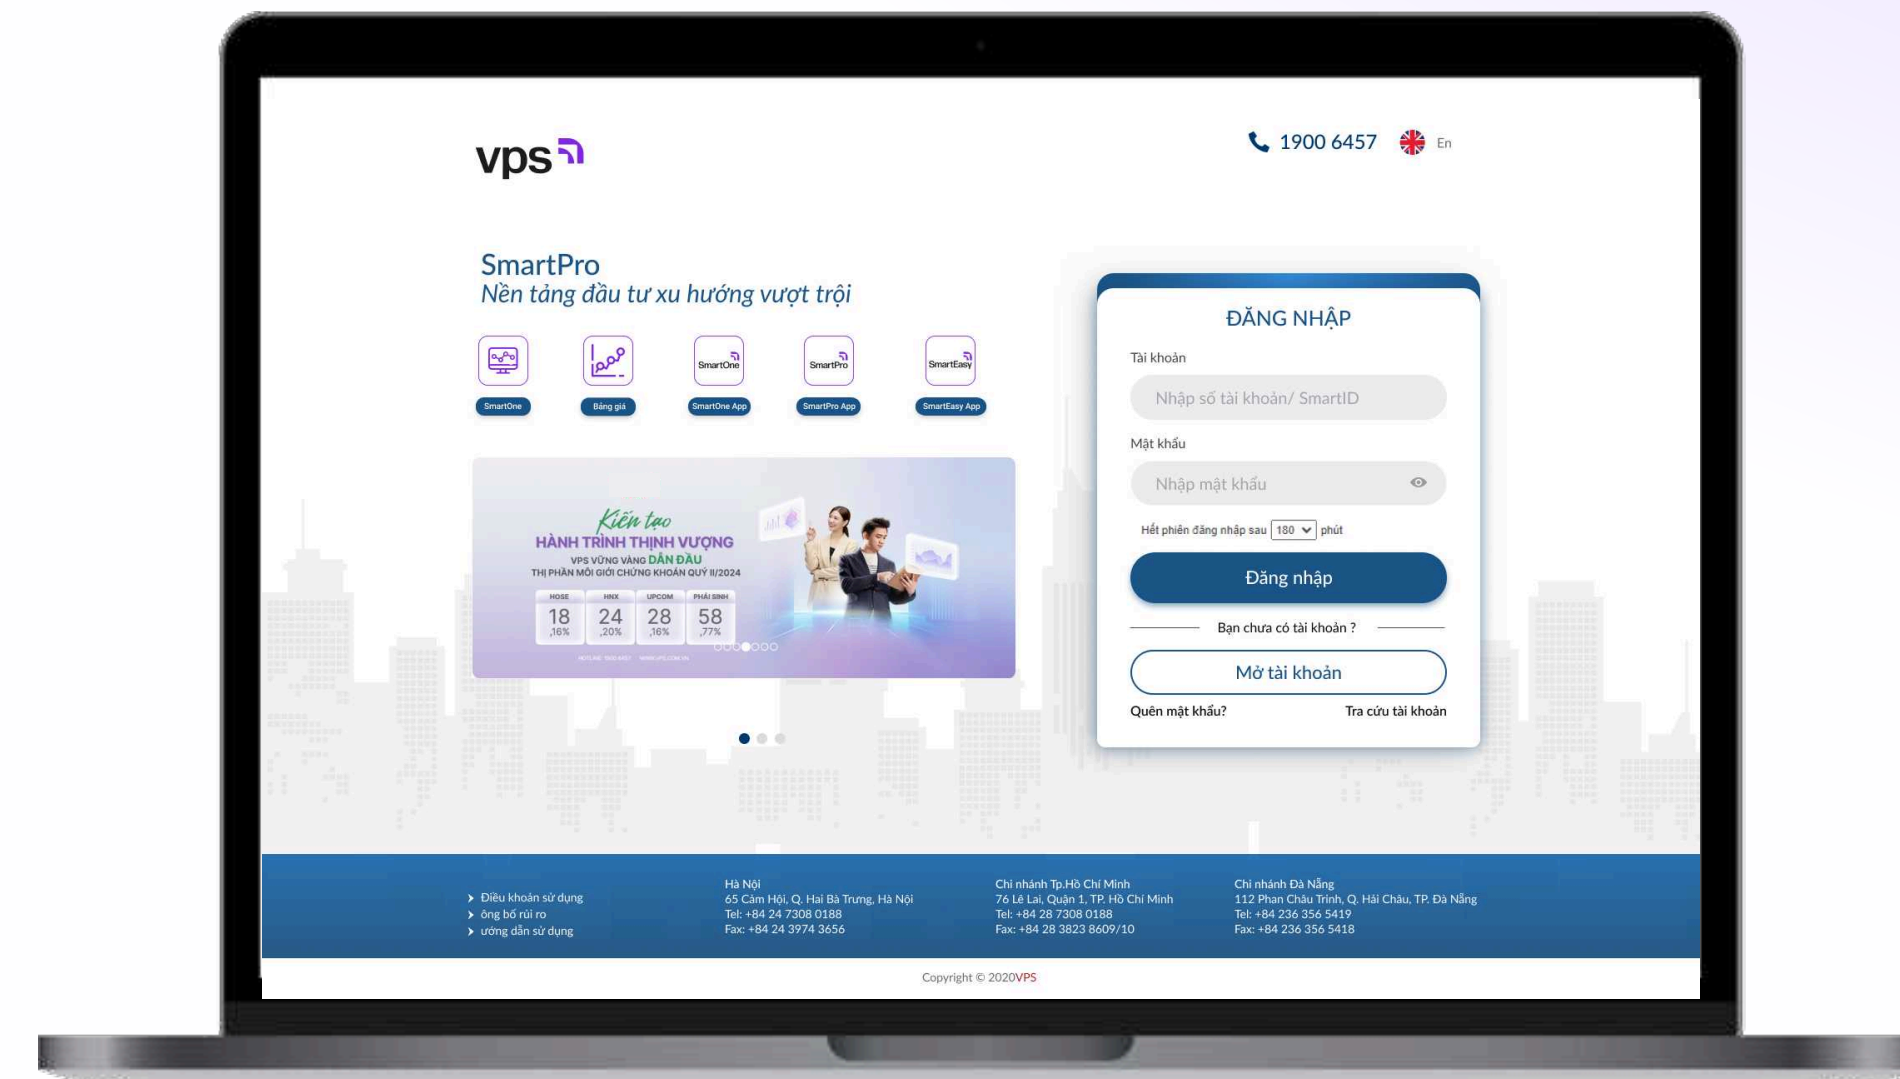 vps
1900 6457
En
SmartPro
Nền tảng đầu tư xu hướng vượt trội
SmartOne
SmartPro
SmartEasy
SmartOne
Bảng giá
SmartOne App
SmartPro App
SmartEasy App
Kiến tạo
HÀNH TRÌNH THỊNH VƯỢNG
VPS VỮNG VÀNG DẪN ĐẦU
THỊ PHẦN MÔI GIỚI CHỨNG KHOÁN QUÝ II/2024
HOSE HNX UPCOM PHÁI SINH
18 24 28 58
,16% ,20% ,16% ,77%
HOTLINE: 1900 6457 WWW.VPS.COM.VN
ĐĂNG NHẬP
Tài khoản
Nhập số tài khoản/ SmartID
Mật khẩu
Nhập mật khẩu
Hết phiên đăng nhập sau 180 phút
Đăng nhập
Bạn chưa có tài khoản ?
Mở tài khoản
Quên mật khẩu? Tra cứu tài khoản
Điều khoản sử dụng
ông bố rủi ro
ướng dẫn sử dụng
Hà Nội
65 Cảm Hội, Q. Hai Bà Trưng, Hà Nội
Tel: +84 24 7308 0188
Fax: +84 24 3974 3656
Chi nhánh Tp.Hồ Chí Minh
76 Lê Lai, Quận 1, TP. Hồ Chí Minh
Tel: +84 28 7308 0188
Fax: +84 28 3823 8609/10
Chi nhánh Đà Nẵng
112 Phan Châu Trinh, Q. Hải Châu, TP. Đà Nẵng
Tel: +84 236 356 5419
Fax: +84 236 356 5418
Copyright © 2020VPS